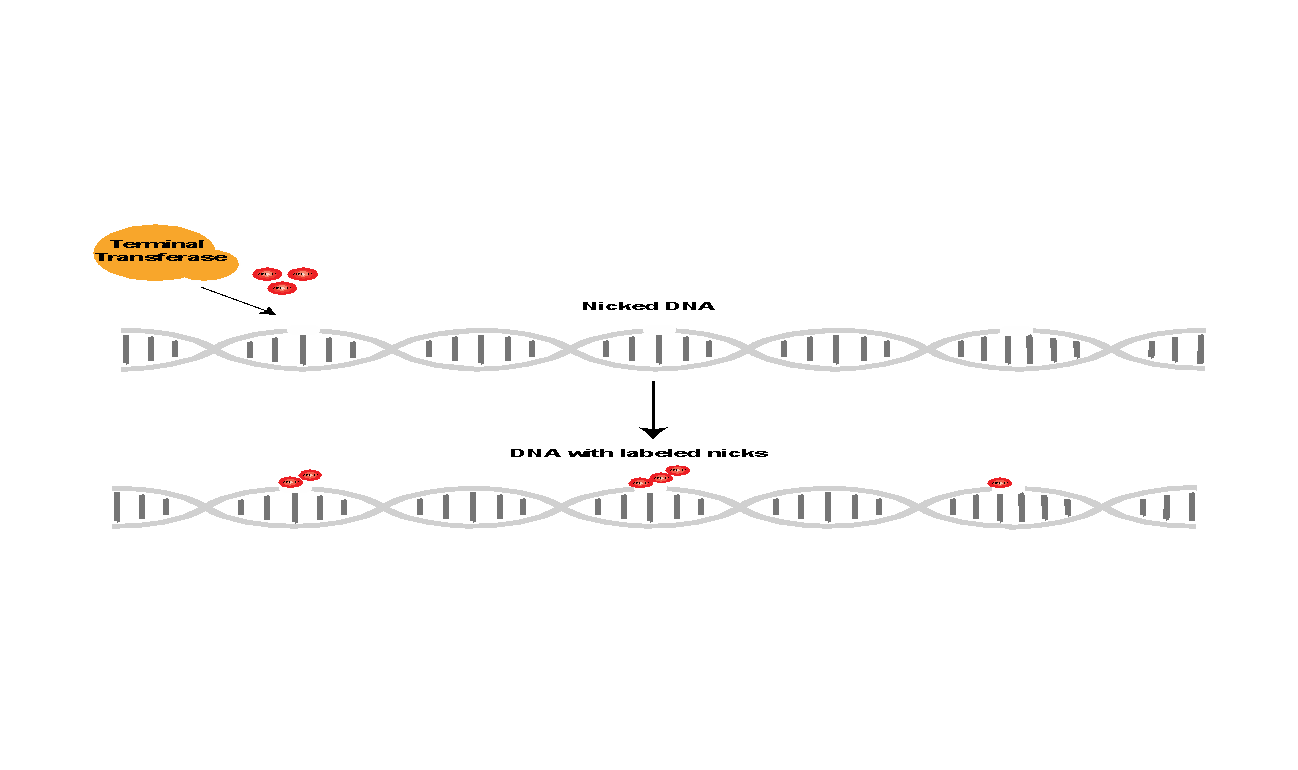 Terminal
Transferase
Nicked DNA
DNA with labeled nicks